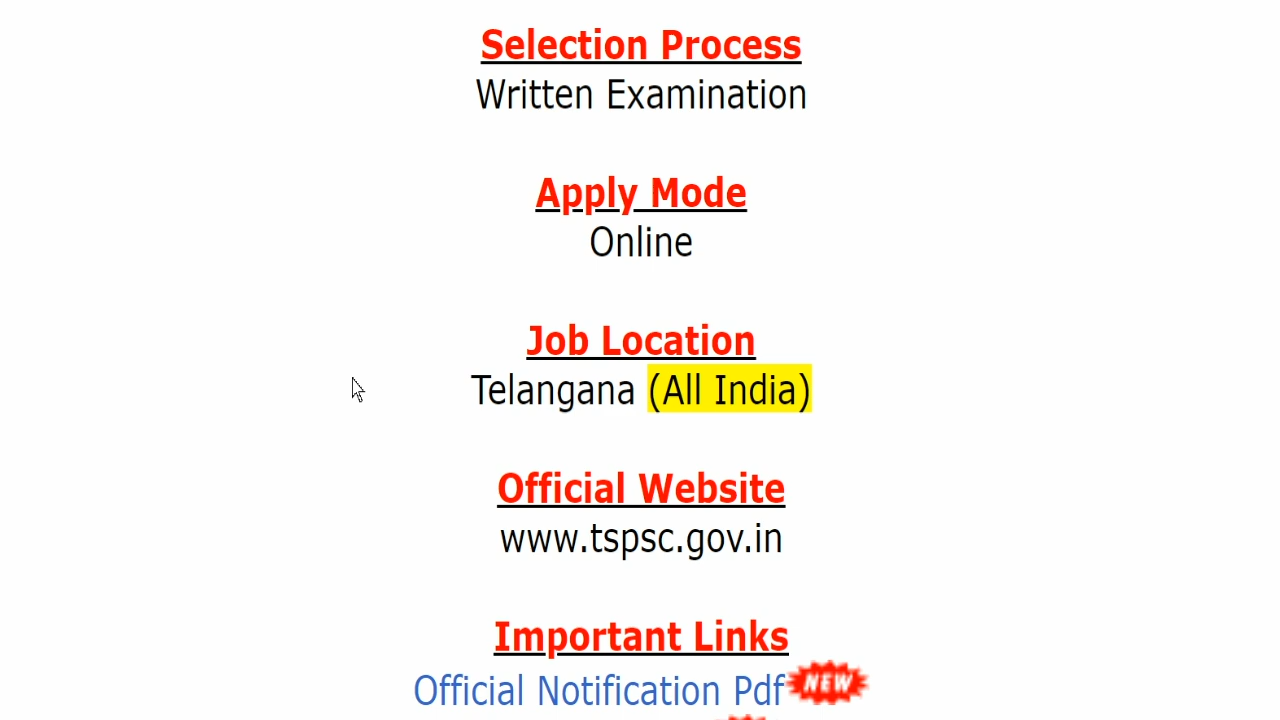 Selection Process
Written Examination
Apply Mode
Online
Job Location
Telangana (All India)
Official Website
www.tspsc.gov.in
Important Links
Official Notification Pdf NEW